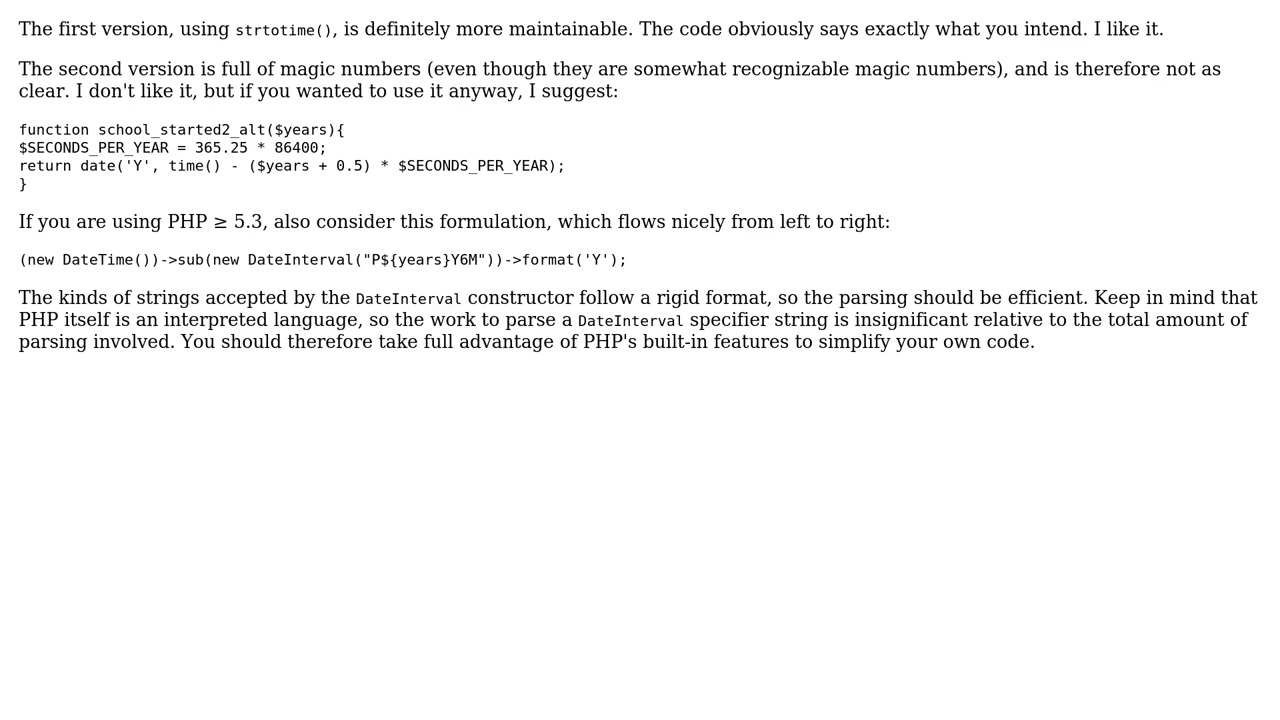 The first version, using strtotime(), is definitely more maintainable. The code obviously says exactly what you intend. I like it.
The second version is full of magic numbers (even though they are somewhat recognizable magic numbers), and is therefore not as
clear. I don't like it, but if you wanted to use it anyway, I suggest:
function school_started2_alt($years){
$SECONDS_PER_YEAR = 365.25 * 86400;
return date('Y', time() - ($years + 0.5) * $SECONDS_PER_YEAR);
}
If you are using PHP ≥ 5.3, also consider this formulation, which flows nicely from left to right:
(new DateTime())->sub(new DateInterval("P${years}Y6M"))->format('Y');
The kinds of strings accepted by the DateInterval constructor follow a rigid format, so the parsing should be efficient. Keep in mind that
PHP itself is an interpreted language, so the work to parse a DateInterval specifier string is insignificant relative to the total amount of
parsing involved. You should therefore take full advantage of PHP's built-in features to simplify your own code.